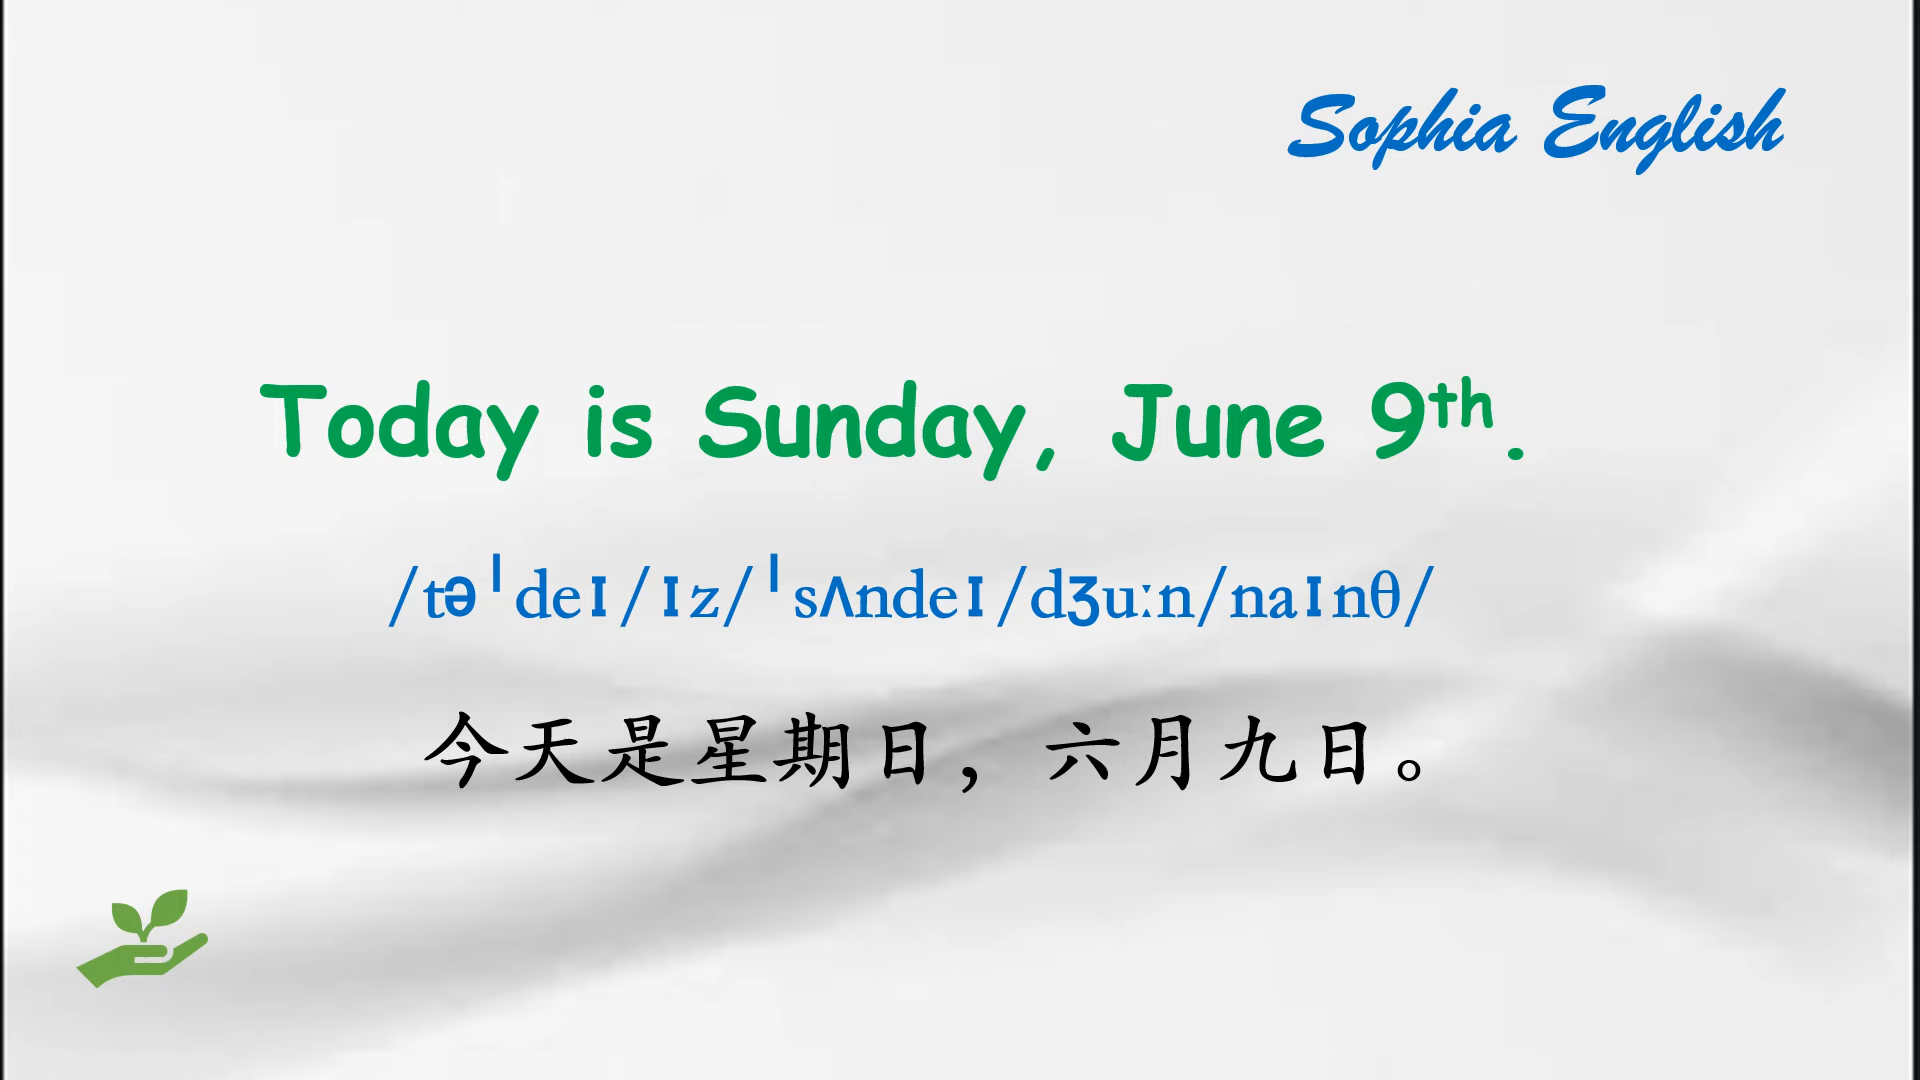 Sophia English
Today is Sunday, June 9th.
/təˈdeɪ/ɪz/ˈsʌndeɪ/dʒuːn/naɪnθ/
今天是星期日，六月九日。